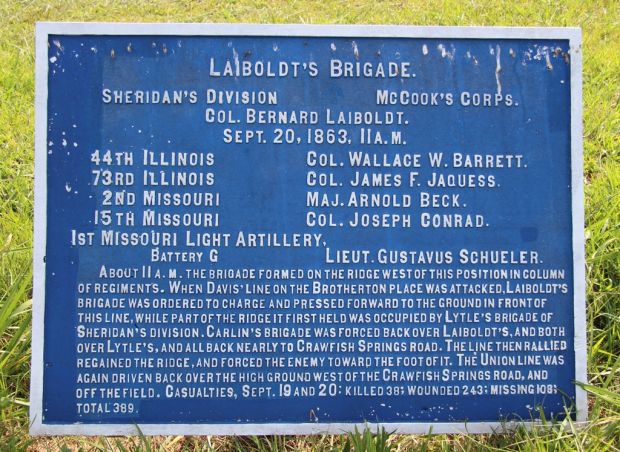 LAIBOLDT'S BRIGADE.
SHERIDAN'S DIVISION MCCOOK'S CORPS.
COL. BERNARD LAIBOLDT.
SEPT. 20, 1863, 11 A.M.
44TH ILLINOIS COL. WALLACE W. BARRETT.
73RD ILLINOIS COL. JAMES F. JAQUESS.
2ND MISSOURI MAJ. ARNOLD BECK.
15TH MISSOURI COL. JOSEPH CONRAD.
1ST MISSOURI LIGHT ARTILLERY,
BATTERY G LIEUT. GUSTAVUS SCHUELER.
ABOUT 11 A.M. THE BRIGADE FORMED ON THE RIDGE WEST OF THIS POSITION IN COLUMN
OF REGIMENTS. WHEN DAVIS' LINE ON THE BROTHERTON PLACE WAS ATTACKED, LAIBOLDT'S
BRIGADE WAS ORDERED TO CHARGE AND PRESSED FORWARD TO THE GROUND IN FRONT OF
THIS LINE, WHILE PART OF THE RIDGE IT FIRST HELD WAS OCCUPIED BY LYTLE'S BRIGADE OF
SHERIDAN'S DIVISION. CARLIN'S BRIGADE WAS FORCED BACK OVER LAIBOLDT'S, AND BOTH
OVER LYTLE'S, AND ALL BACK NEARLY TO CRAWFISH SPRINGS ROAD. THE LINE THEN RALLIED
REGAINED THE RIDGE, AND FORCED THE ENEMY TOWARD THE FOOT OF IT. THE UNION LINE WAS
AGAIN DRIVEN BACK OVER THE HIGH GROUND WEST OF THE CRAWFISH SPRINGS ROAD, AND
OFF THE FIELD. CASUALTIES, SEPT. 19 AND 20: KILLED 38; WOUNDED 243; MISSING 108;
TOTAL 389.